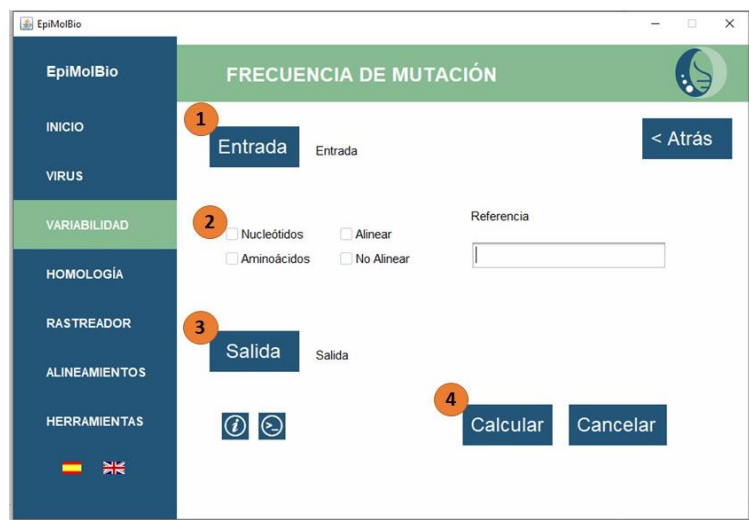 EpiMolBio
EpiMolBio
INICIO
VIRUS
VARIABILIDAD
HOMOLOGÍA
RASTREADOR
ALINEAMIENTOS
HERRAMIENTAS
FRECUENCIA DE MUTACIÓN
1
Entrada Entrada
< Atrás
2
Nucleótidos Alinear
Aminoácidos No Alinear
Referencia
3
Salida Salida
4
Calcular Cancelar